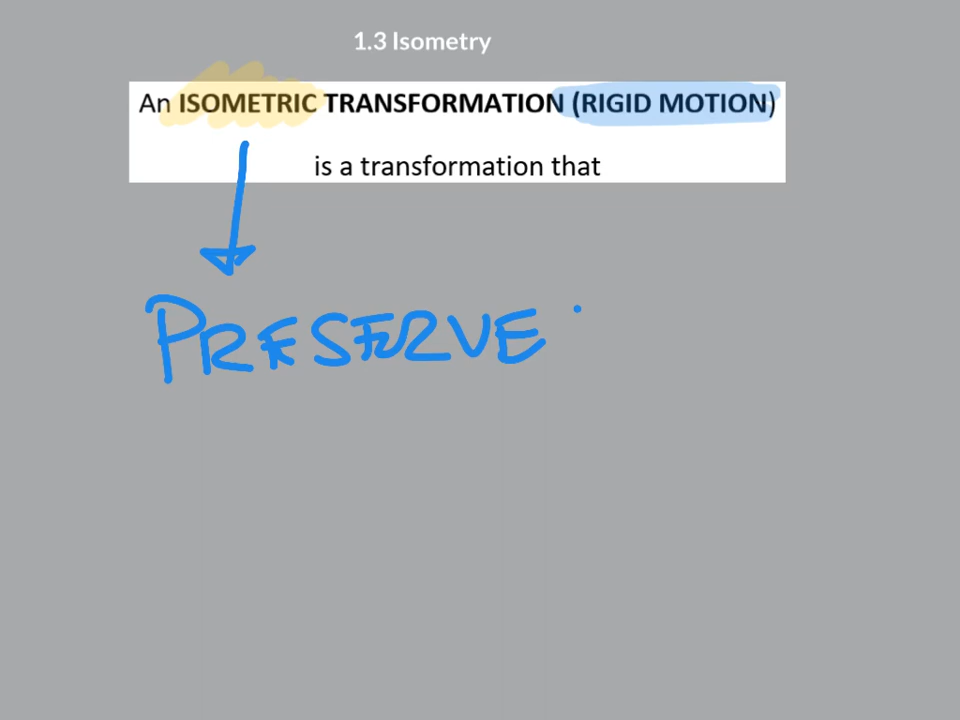 1.3 Isometry
An ISOMETRIC TRANSFORMATION (RIGID MOTION)
is a transformation that
PRESERVE